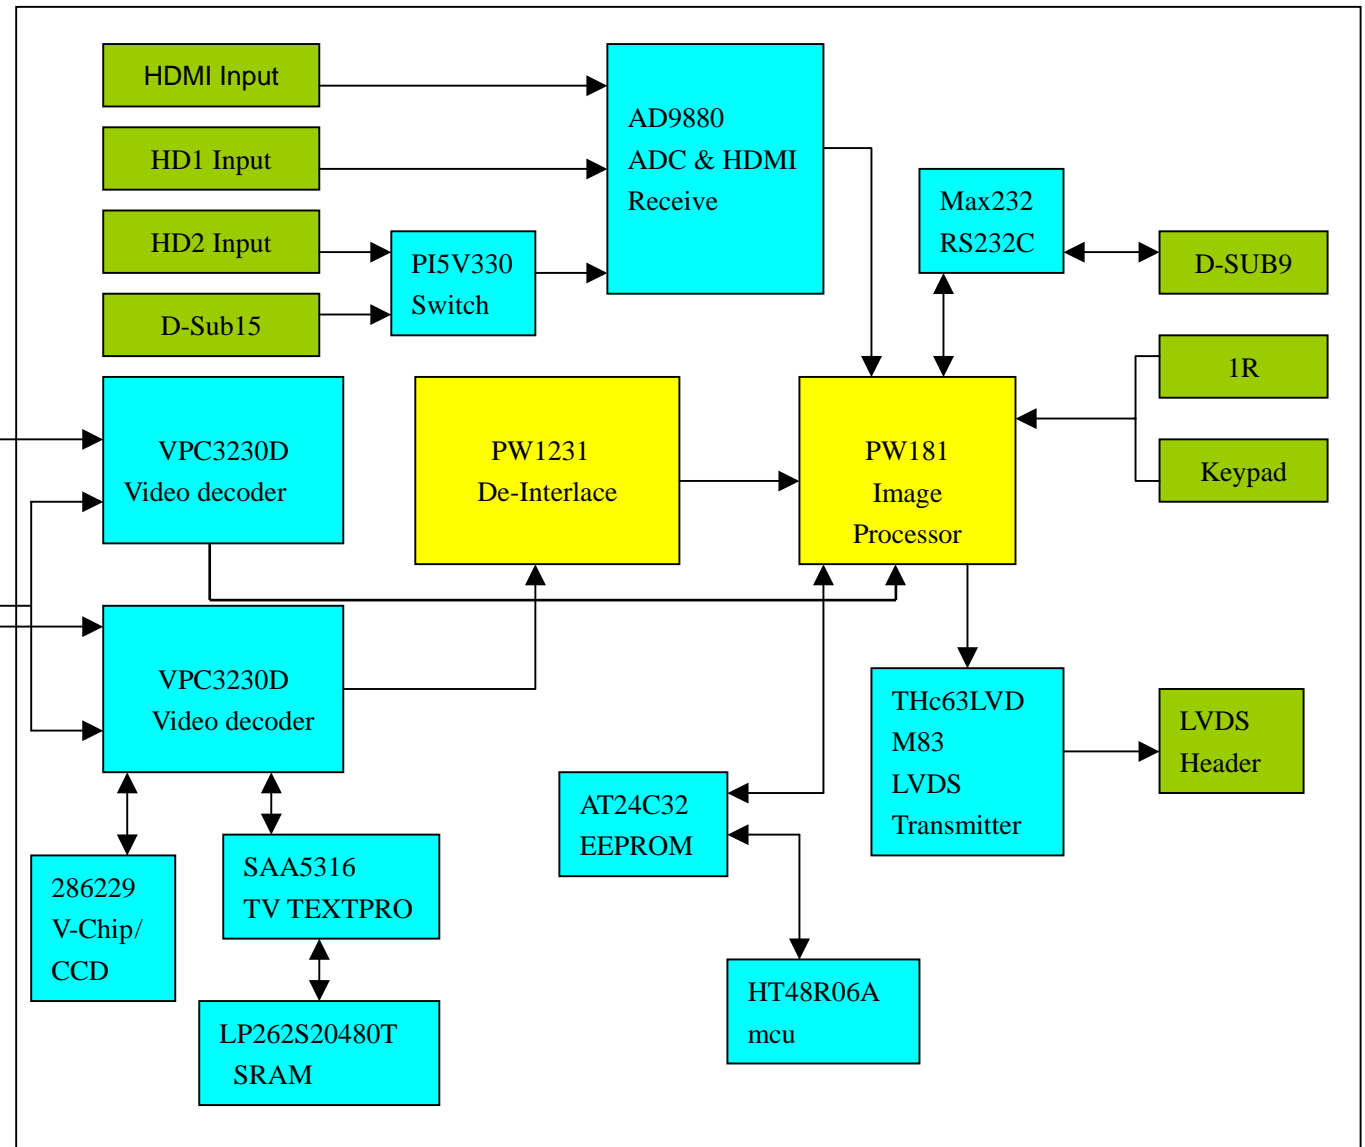 HDMI Input
HD1 Input
HD2 Input
D-Sub15
PI5V330
Switch
AD9880
ADC & HDMI
Receive
Max232
RS232C
D-SUB9
1R
Keypad
VPC3230D
Video decoder
PW1231
De-Interlace
PW181
Image
Processor
VPC3230D
Video decoder
THc63LVD
M83
LVDS
Transmitter
LVDS
Header
AT24C32
EEPROM
286229
V-Chip/
CCD
SAA5316
TV TEXTPRO
HT48R06A
mcu
LP262S20480T
SRAM